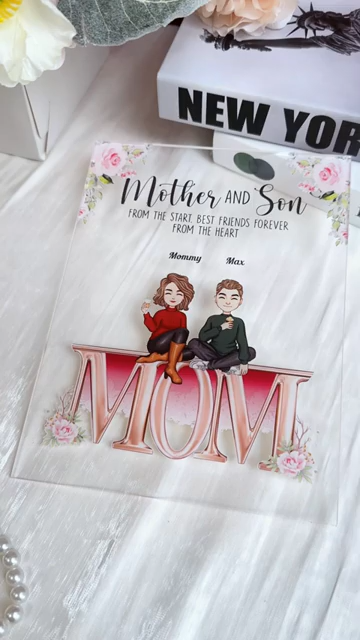 NEW YOR
Mother AND Son
FROM THE START, BEST FRIENDS FOREVER
FROM THE HEART
Mommy Max
MOM